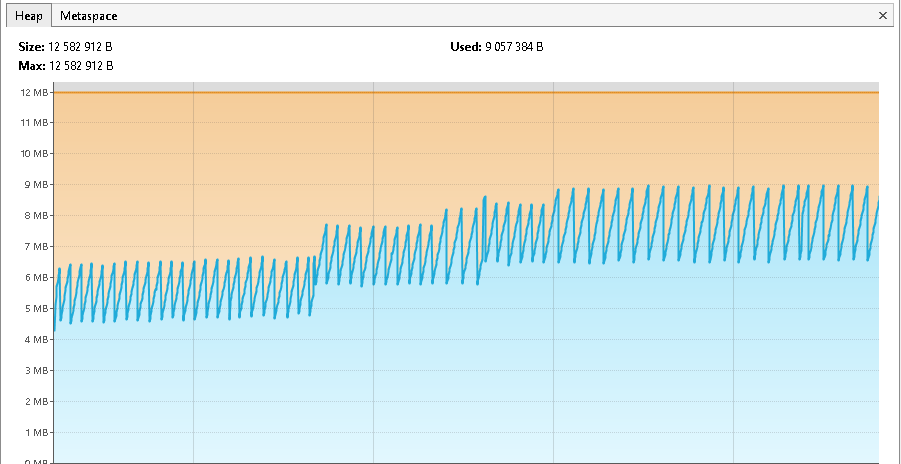 Heap Metaspace ×
Size: 12 582 912 B Used: 9 057 384 B
Max: 12 582 912 B
12 MB
11 MB
10 MB
9 MB
8 MB
7 MB
6 MB
5 MB
4 MB
3 MB
2 MB
1 MB
0 MB